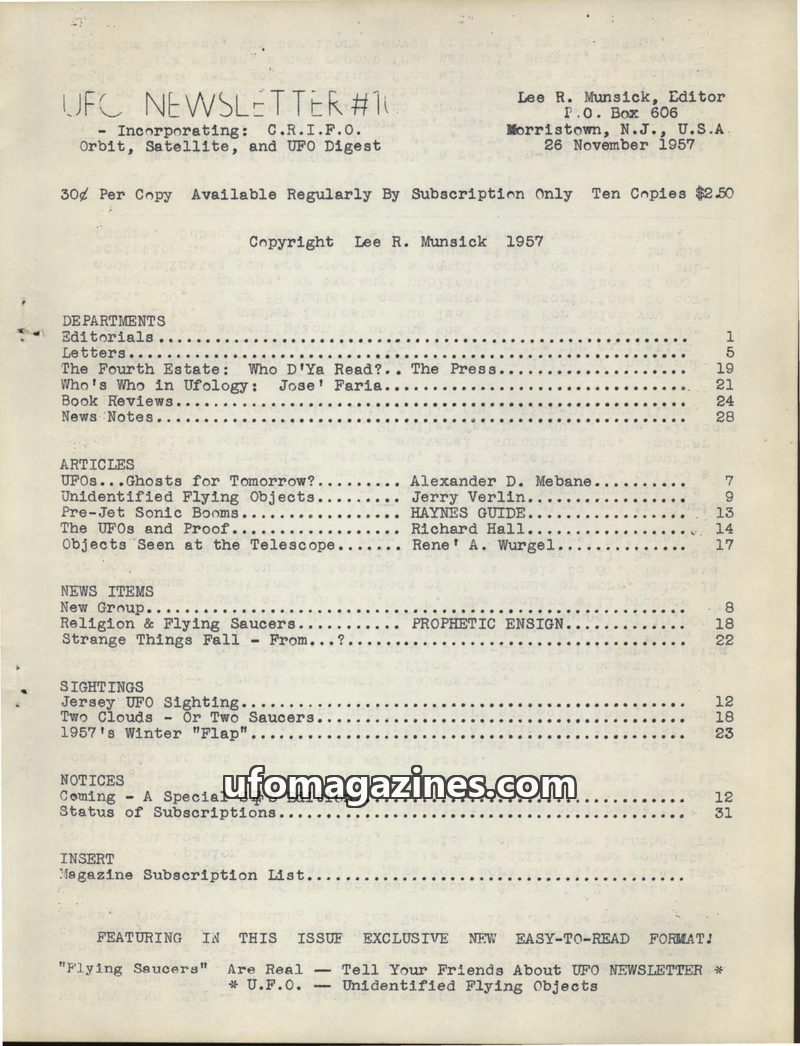 UFO NEWSLETTER #10
Lee R. Munsick, Editor
P.O. Box 606
- Incorporating: C.R.I.F.O.
Morristown, N.J., U.S.A.
Orbit, Satellite, and UFO Digest
26 November 1957
30¢ Per Copy Available Regularly By Subscription Only Ten Copies $2.50
Copyright Lee R. Munsick 1957
DEPARTMENTS
Editorials.......................................................... 1
Letters............................................................. 5
The Fourth Estate: Who D'Ya Read?.. The Press.................... 19
Who's Who in Ufology: Jose' Faria................................. 21
Book Reviews........................................................ 24
News Notes.......................................................... 28
ARTICLES
UFOs...Ghosts for Tomorrow?......... Alexander D. Mebane.......... 7
Unidentified Flying Objects......... Jerry Verlin................. 9
Pre-Jet Sonic Booms................. HAYNES GUIDE................. 13
The UFOs and Proof.................. Richard Hall................. 14
Objects Seen at the Telescope....... Rene' A. Wurgel.............. 17
NEWS ITEMS
New Group........................................................... 8
Religion & Flying Saucers........... PROPHETIC ENSIGN............. 18
Strange Things Fall - From...?..................................... 22
SIGHTINGS
Jersey UFO Sighting................................................ 12
Two Clouds - Or Two Saucers........................................ 18
1957's Winter "Flap"............................................... 23
NOTICES
ufomagazines.com
Coming - A Special .......... 12
Status of Subscriptions............................................ 31
INSERT
Magazine Subscription List.........................................
FEATURING IN THIS ISSUE EXCLUSIVE NEW EASY-TO-READ FORMAT!
"Flying Saucers" Are Real — Tell Your Friends About UFO NEWSLETTER *
* U.F.O. — Unidentified Flying Objects